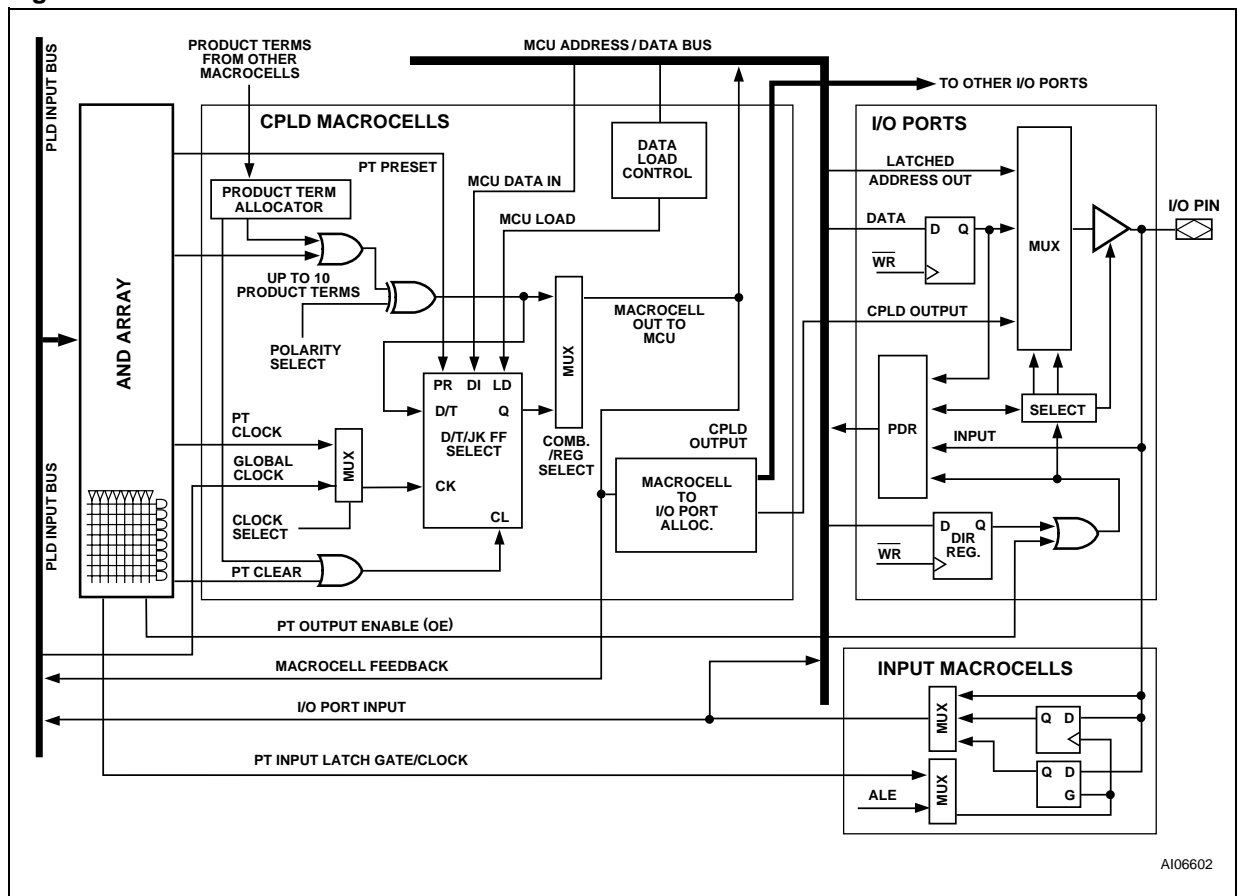 PLD INPUT BUS
PRODUCT TERMS
FROM OTHER
MACROCELLS
MCU ADDRESS / DATA BUS
TO OTHER I/O PORTS
AND ARRAY
CPLD MACROCELLS
PT PRESET
PRODUCT TERM
ALLOCATOR
MCU DATA IN
MCU LOAD
DATA
LOAD
CONTROL
UP TO 10
PRODUCT TERMS
POLARITY
SELECT
MUX
MACROCELL
OUT TO
MCU
PR DI LD
D/T Q
D/T/JK FF
SELECT
CK
CL
COMB.
/REG
SELECT
PT
CLOCK
GLOBAL
CLOCK
MUX
CLOCK
SELECT
PT CLEAR
CPLD
OUTPUT
MACROCELL
TO
I/O PORT
ALLOC.
I/O PORTS
LATCHED
ADDRESS OUT
DATA
D Q
WR
MUX
I/O PIN
CPLD OUTPUT
PDR
SELECT
INPUT
D Q
DIR
REG.
WR
PLD INPUT BUS
PT OUTPUT ENABLE (OE)
MACROCELL FEEDBACK
I/O PORT INPUT
PT INPUT LATCH GATE/CLOCK
INPUT MACROCELLS
MUX
Q D
Q D
G
MUX
ALE
AI06602